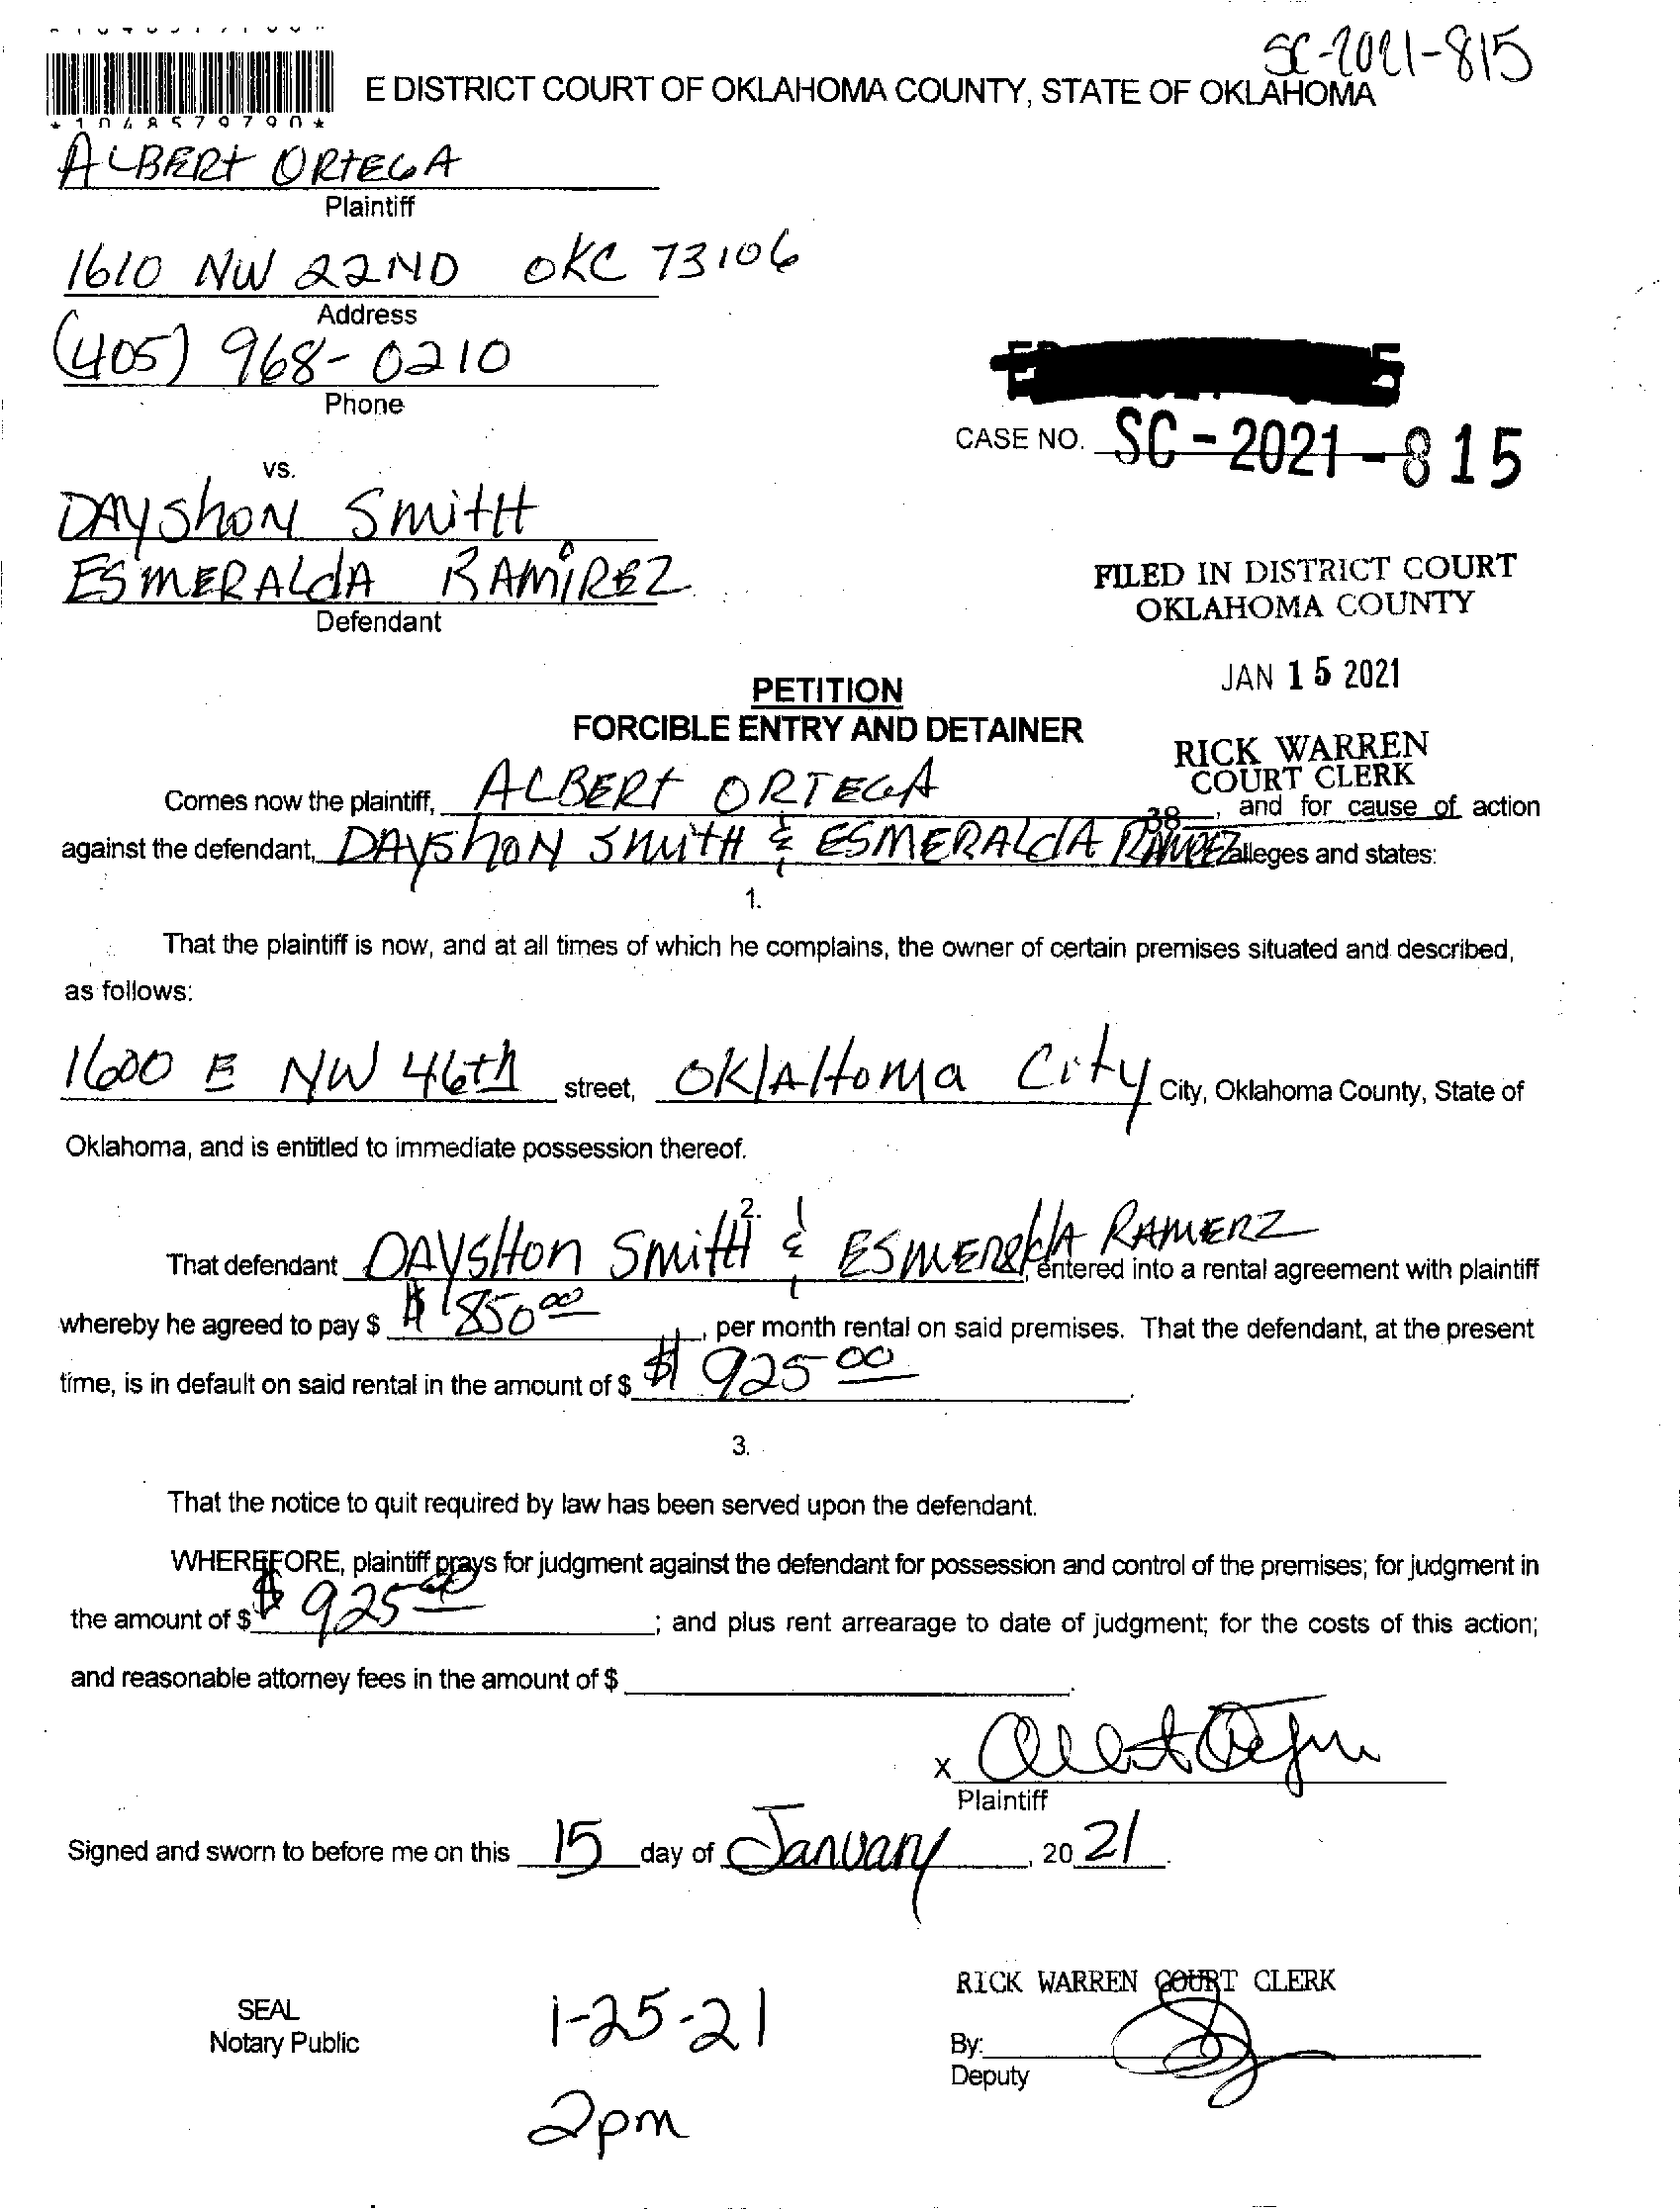 SC-2021-815
E DISTRICT COURT OF OKLAHOMA COUNTY, STATE OF OKLAHOMA
*1048579790*
ALBERT ORTEGA
Plaintiff
1610 NW 22ND OKC 73106
Address
(405) 968-0210
Phone
CASE NO. SC-2021-815
vs.
DAYShON SMitH
ESMERALdA RAMIREZ
Defendant
FILED IN DISTRICT COURT
OKLAHOMA COUNTY
JAN 15 2021
RICK WARREN
COURT CLERK
38
PETITION
FORCIBLE ENTRY AND DETAINER
Comes now the plaintiff, ALBERt ORTEGA, and for cause of action
against the defendant, DAYShON SMitH & ESMERALdA RAMIREZ alleges and states:
1.
That the plaintiff is now, and at all times of which he complains, the owner of certain premises situated and described,
as follows:
1600 E NW 46th street, OklAHoma City City, Oklahoma County, State of
Oklahoma, and is entitled to immediate possession thereof.
2.
That defendant DAYSHon Smith & ESMERAldA RAMERZ, entered into a rental agreement with plaintiff
whereby he agreed to pay $ $850.00, per month rental on said premises. That the defendant, at the present
time, is in default on said rental in the amount of $ $925.00.
3.
That the notice to quit required by law has been served upon the defendant.
WHEREFORE, plaintiff prays for judgment against the defendant for possession and control of the premises; for judgment in
the amount of $ $925.00; and plus rent arrearage to date of judgment; for the costs of this action;
and reasonable attorney fees in the amount of $
X Albert Ortega
Plaintiff
Signed and sworn to before me on this 15 day of January, 2021.
RICK WARREN COURT CLERK
SEAL
Notary Public
1-25-21
2pm
By:
Deputy